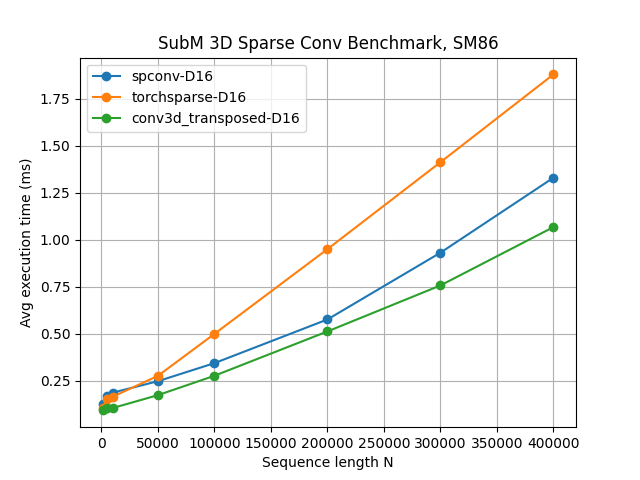 SubM 3D Sparse Conv Benchmark, SM86
spconv-D16
torchsparse-D16
conv3d_transposed-D16
1.75
1.50
1.25
1.00
0.75
0.50
0.25
Avg execution time (ms)
0 50000 100000 150000 200000 250000 300000 350000 400000
Sequence length N